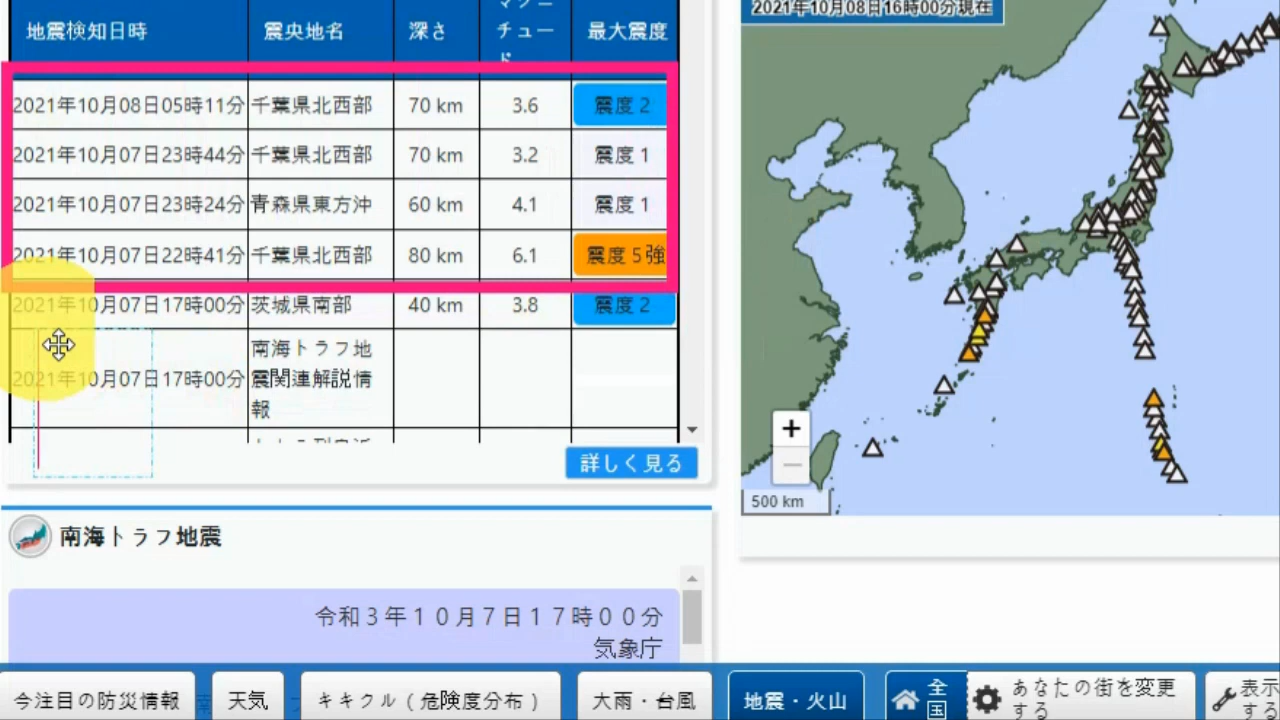 2021年10月08日16時00分現在
地震検知日時 震央地名 深さ マグニチュード 最大震度
2021年10月08日05時11分 千葉県北西部 70 km 3.6 震度２
2021年10月07日23時44分 千葉県北西部 70 km 3.2 震度１
2021年10月07日23時24分 青森県東方沖 60 km 4.1 震度１
2021年10月07日22時41分 千葉県北西部 80 km 6.1 震度５強
2021年10月07日17時00分 茨城県南部 40 km 3.8 震度２
南海トラフ地
2021年10月07日17時00分 震関連解説情
報
詳しく見る
+
−
500 km
南海トラフ地震
令和３年１０月７日１７時００分
気象庁
今注目の防災情報 天気 キキクル（危険度分布） 大雨・台風 地震・火山 全国 あなたの街を変更する 表示
する